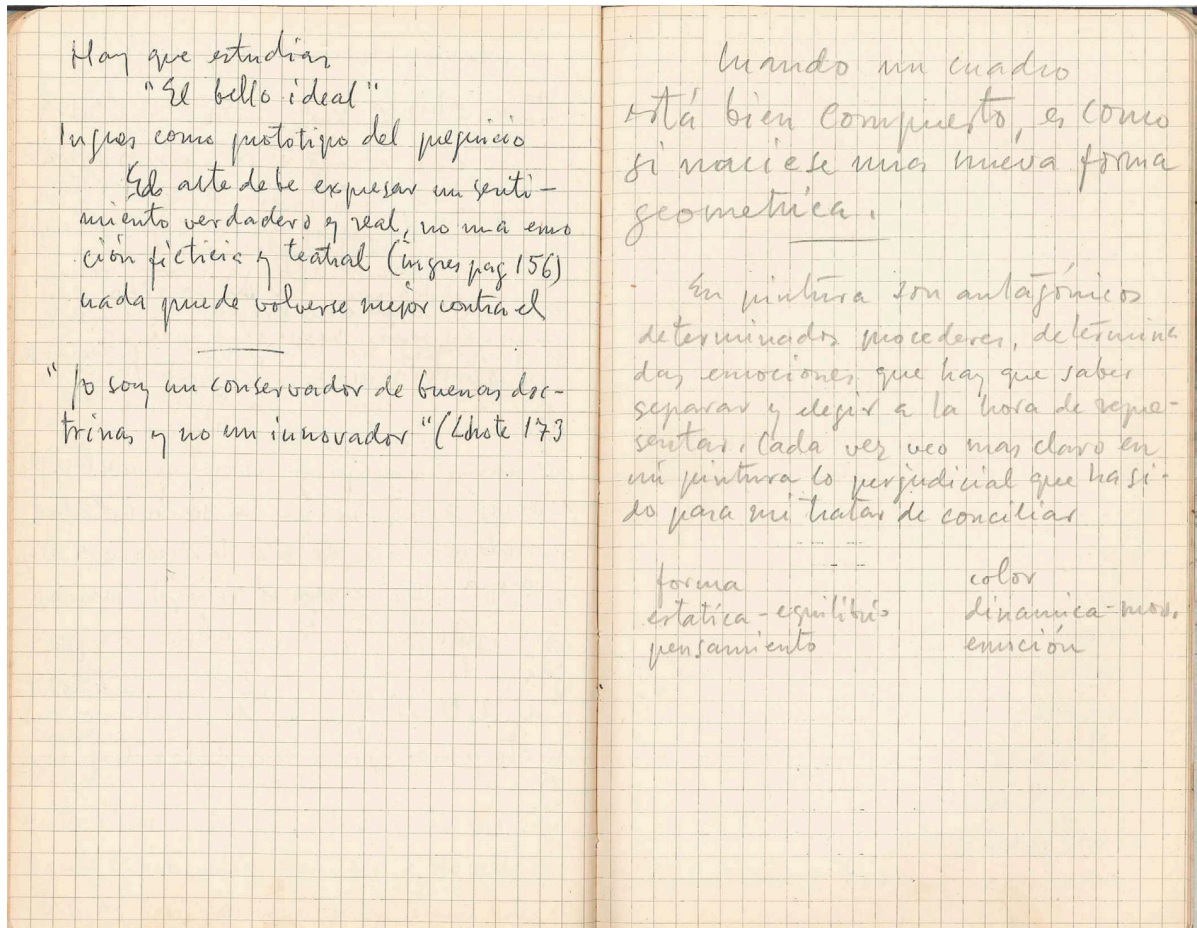 Hay que estudiar
"El bello ideal"
Ingres como prototipo del prejuicio
El arte debe expresar un senti-
miento verdadero y real, no una emo
ción ficticia y teatral (ingres pag 156)
nada puede volverse mejor contra el
"Yo soy un conservador de buenas doc-
trinas y no un innovador" (Lhote 173
Cuando un cuadro
está bien compuesto, es como
si naciese una nueva forma
geometrica.
En pintura son antagónicos
determinados procederes, determina
das emociones que hay que saber
separar y elegir a la hora de repre-
sentar. Cada vez veo mas claro en
mi pintura lo perjudicial que ha si-
do para mi tratar de conciliar
forma color
estatica-equilibrio dinamica-mov.
pensamiento emoción